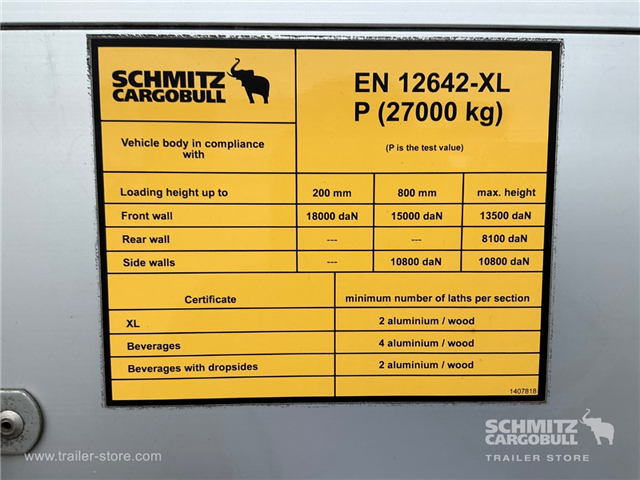 SCHMITZ
CARGOBULL
EN 12642-XL
P (27000 kg)
Vehicle body in compliance
with
(P is the test value)
Loading height up to 200 mm 800 mm max. height
Front wall 18000 daN 15000 daN 13500 daN
Rear wall --- --- 8100 daN
Side walls --- 10800 daN 10800 daN
Certificate minimum number of laths per section
XL 2 aluminium / wood
Beverages 4 aluminium / wood
Beverages with dropsides 2 aluminium / wood
1407818
www.trailer-store.com
SCHMITZ
CARGOBULL
TRAILER STORE